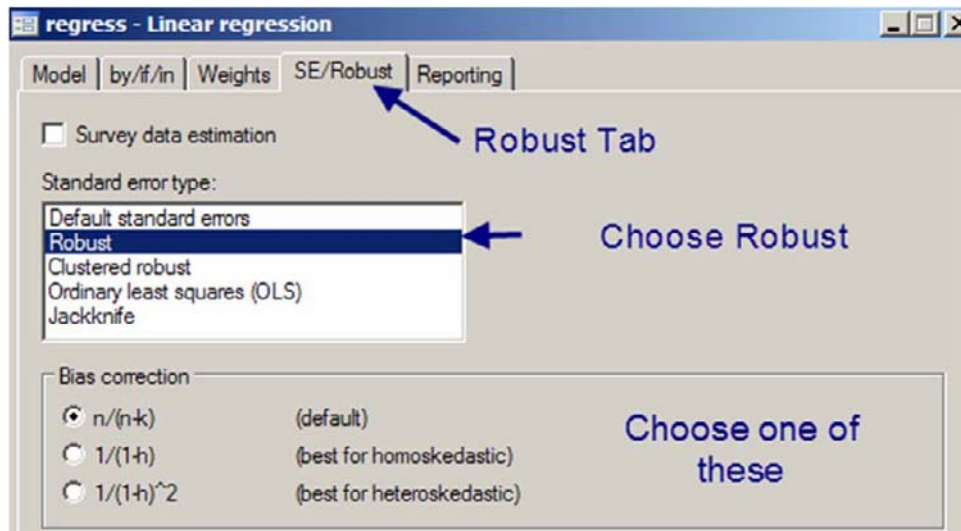 regress - Linear regression
Model by/if/in Weights SE/Robust Reporting
Survey data estimation
Robust Tab
Standard error type:
Default standard errors
Robust
Choose Robust
Clustered robust
Ordinary least squares (OLS)
Jackknife
Bias correction
n/(n-k) (default)
1/(1-h) (best for homoskedastic)
1/(1-h)^2 (best for heteroskedastic)
Choose one of
these